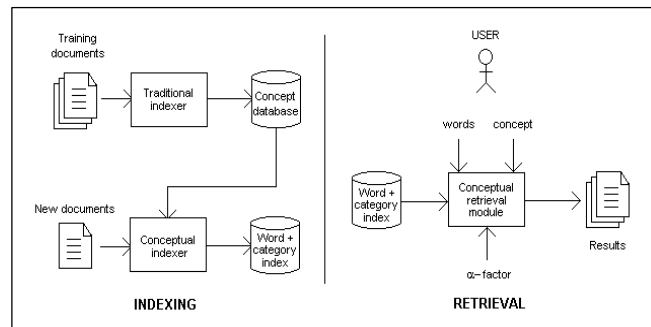 Training
documents
Traditional
indexer
Concept
database
New documents
Conceptual
indexer
Word +
category
index
INDEXING
USER
words
concept
Word +
category
index
Conceptual
retrieval
module
Results
α-factor
RETRIEVAL